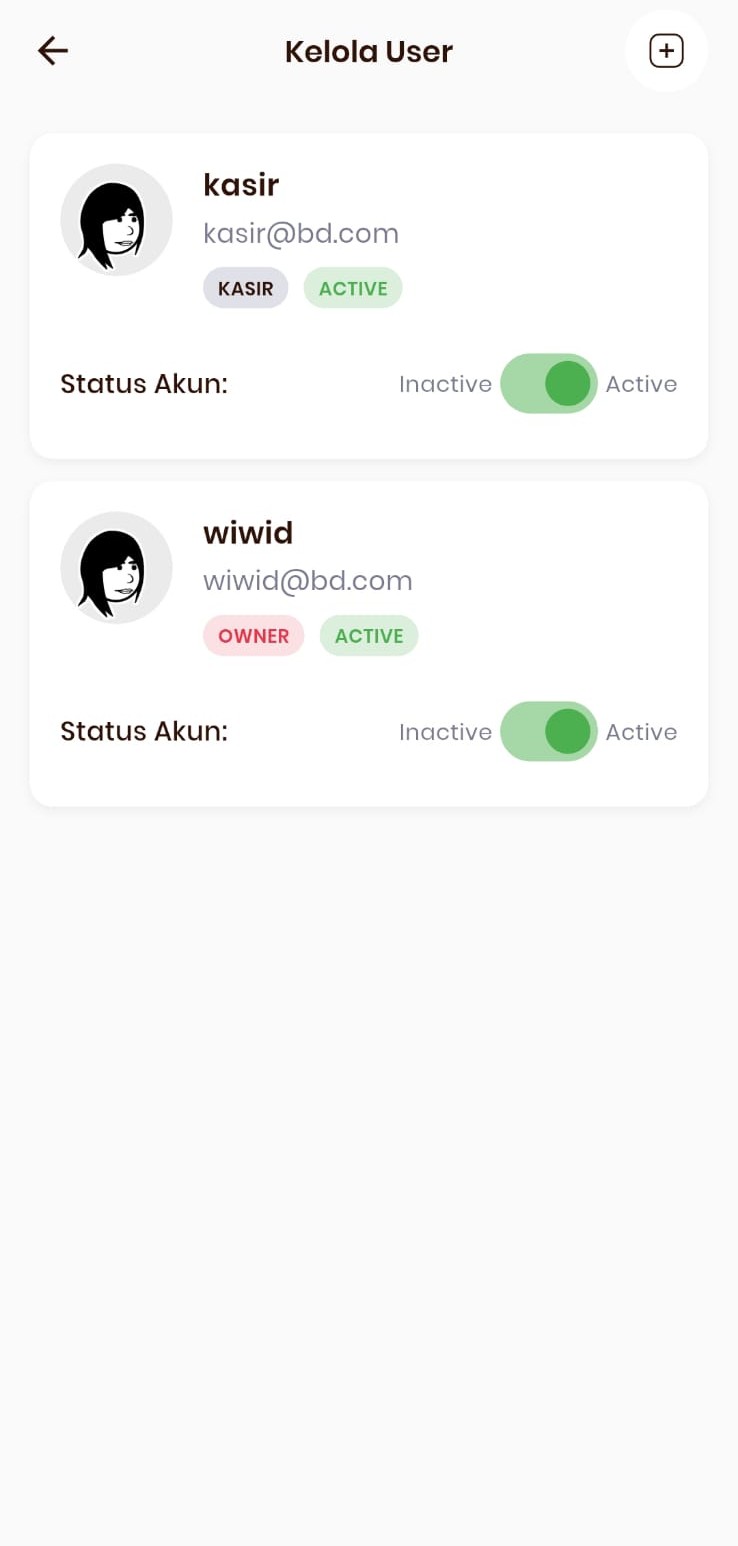 Kelola User
kasir
kasir@bd.com
KASIR ACTIVE
Status Akun: Inactive Active
wiwid
wiwid@bd.com
OWNER ACTIVE
Status Akun: Inactive Active